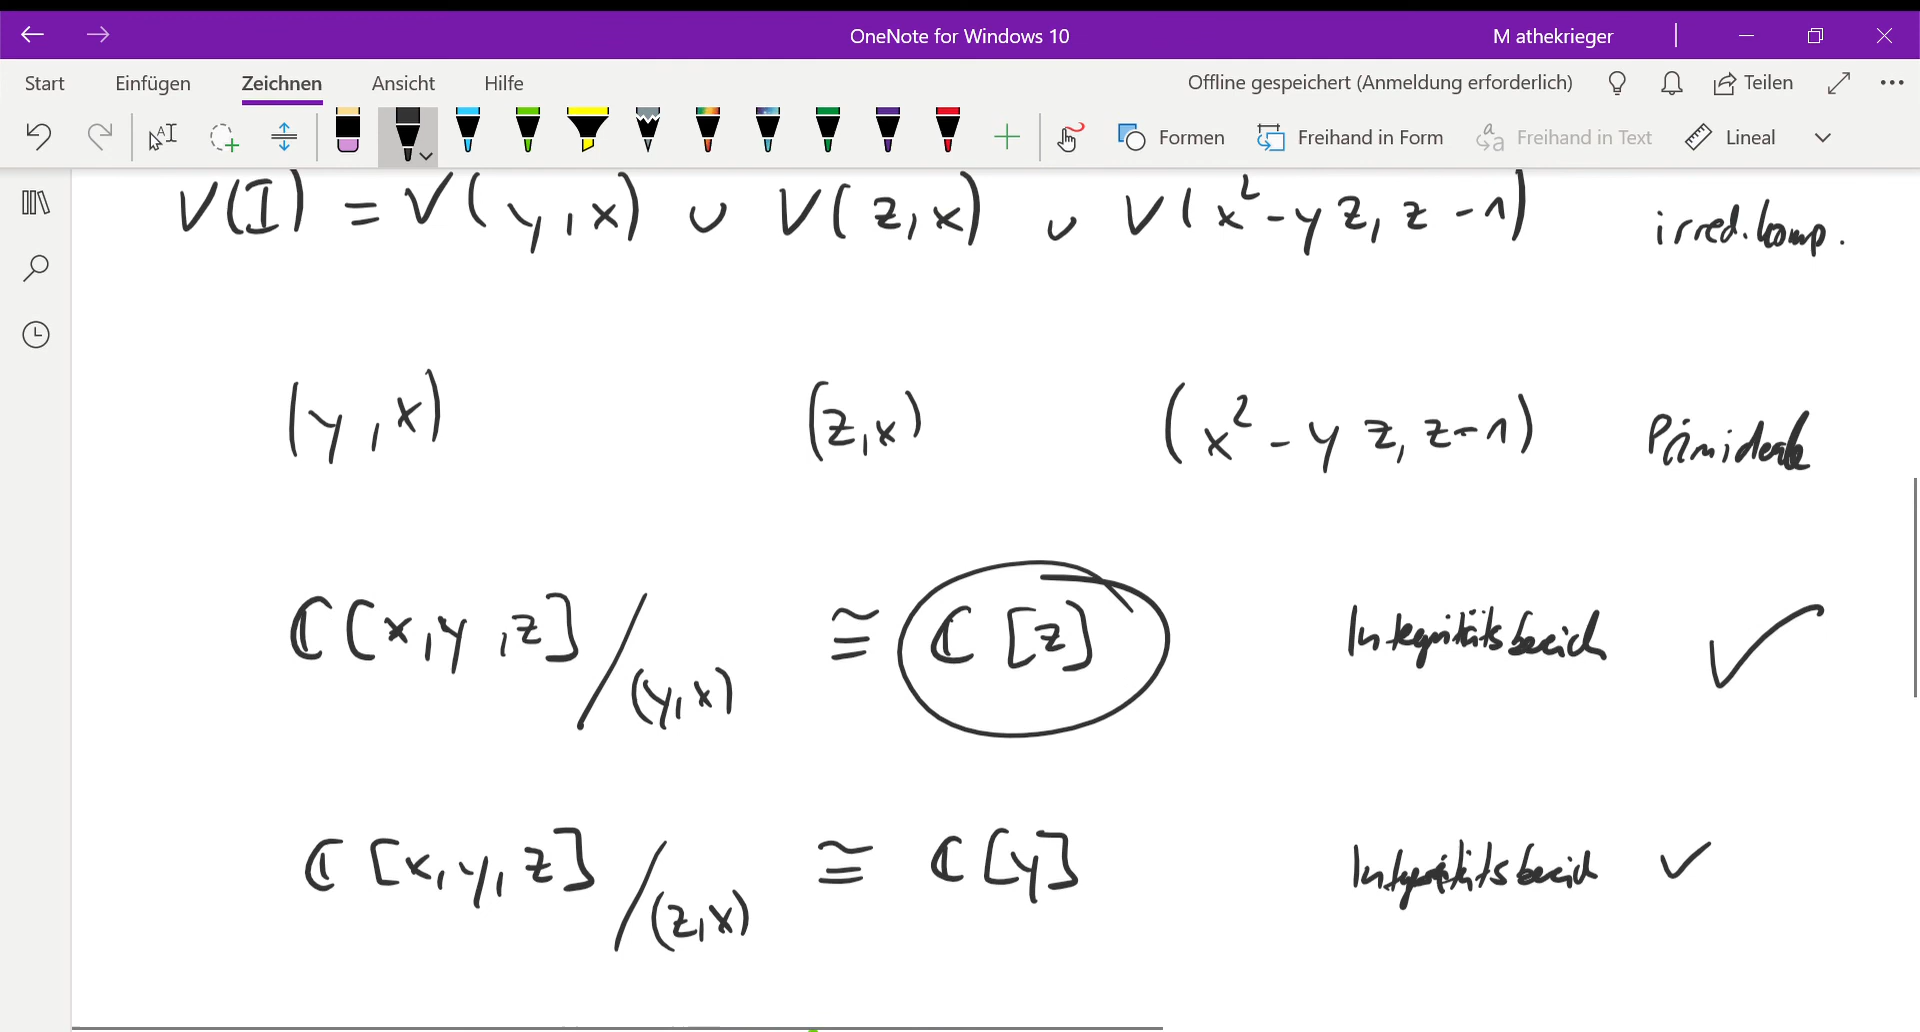 OneNote for Windows 10 M athekrieger
Start Einfügen Zeichnen Ansicht Hilfe Offline gespeichert (Anmeldung erforderlich) Teilen
Formen Freihand in Form Freihand in Text Lineal
V(I) = V(y,x) ∪ V(z,x) ∪ V(x²-yz, z-1) irred. komp.
(y,x) (z,x) (x²-yz, z-1) Primideale
ℂ[x,y,z]/(y,x) ≅ ℂ[z] Integritätsbereich ✓
ℂ[x,y,z]/(z,x) ≅ ℂ[y] Integritätsbereich ✓